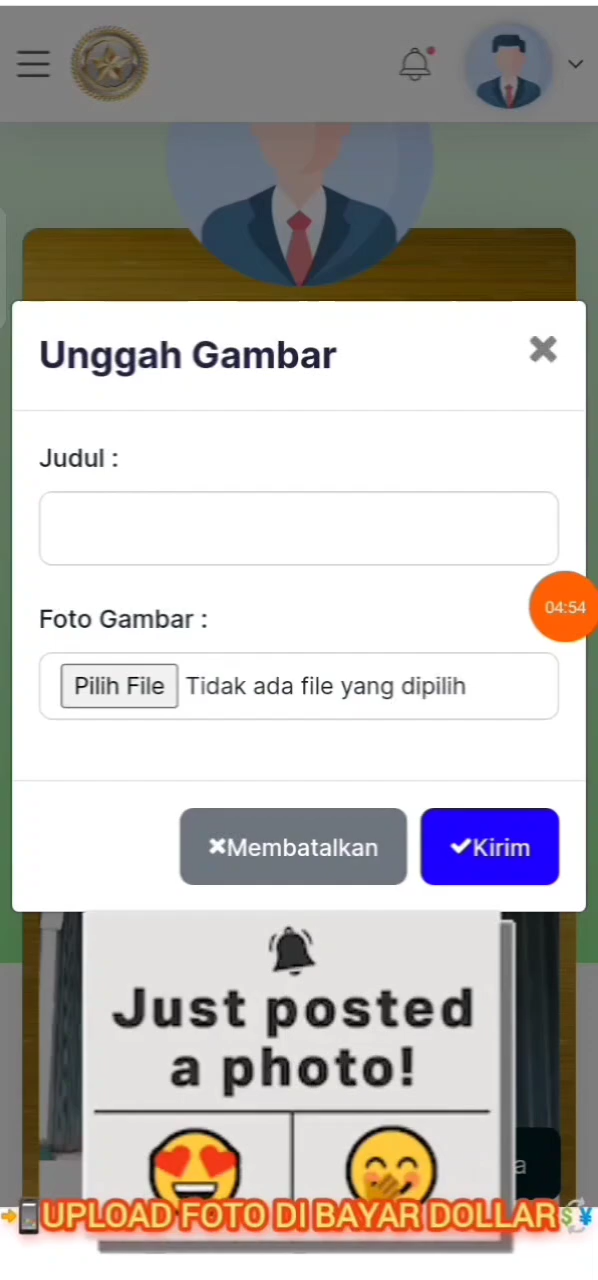 Unggah Gambar
Judul :
04:54
Foto Gambar :
Pilih File Tidak ada file yang dipilih
Membatalkan
Kirim
Just posted
a photo!
a
UPLOAD FOTO DI BAYAR DOLLAR